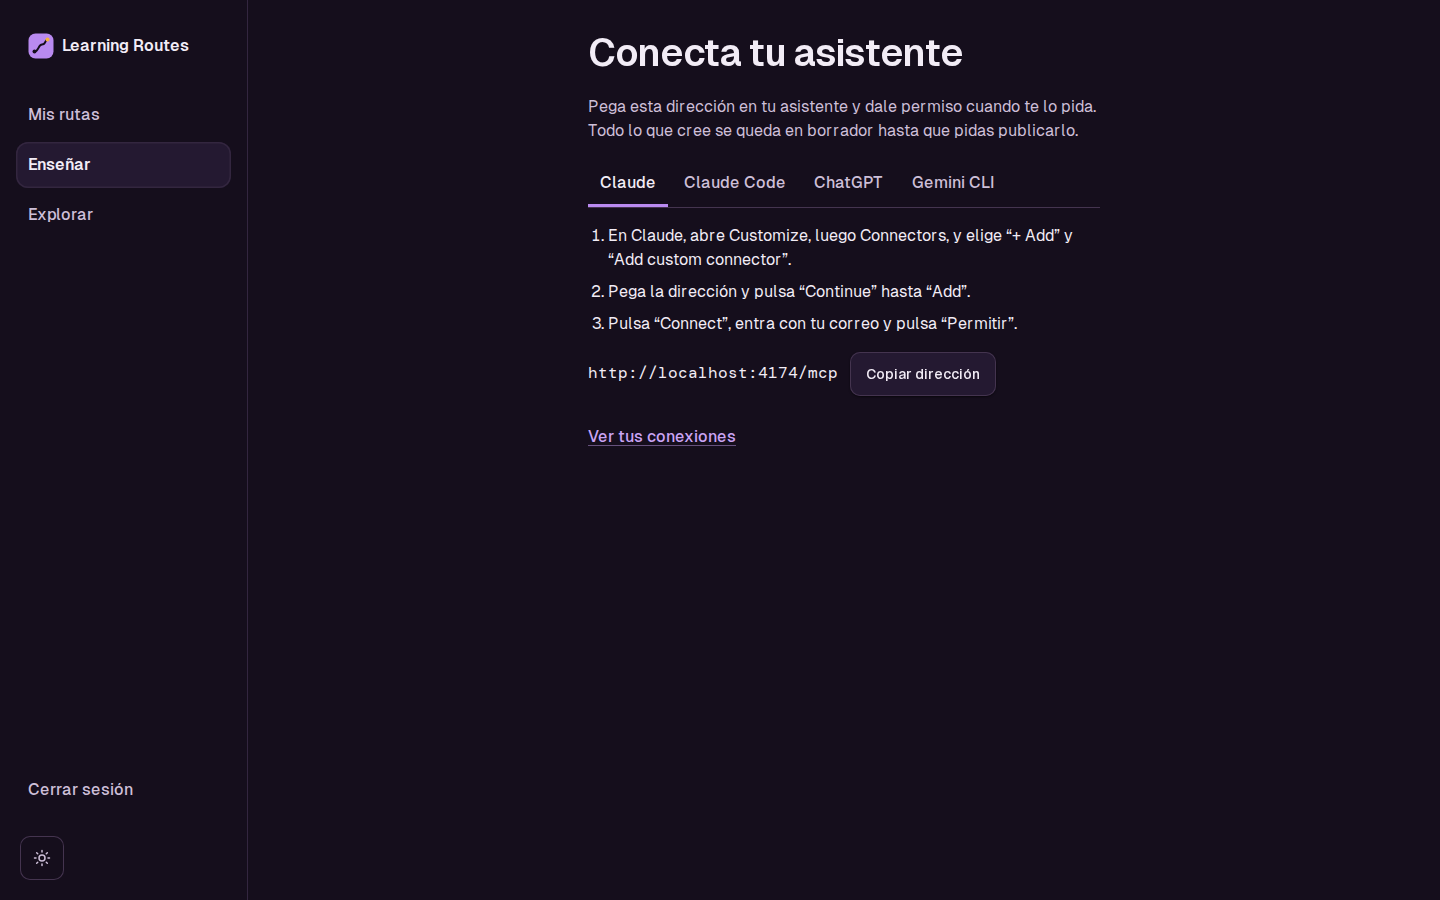 Learning Routes
Mis rutas
Enseñar
Explorar
Cerrar sesión
Conecta tu asistente
Pega esta dirección en tu asistente y dale permiso cuando te lo pida.
Todo lo que cree se queda en borrador hasta que pidas publicarlo.
Claude Claude Code ChatGPT Gemini CLI
1. En Claude, abre Customize, luego Connectors, y elige “+ Add” y
“Add custom connector”.
2. Pega la dirección y pulsa “Continue” hasta “Add”.
3. Pulsa “Connect”, entra con tu correo y pulsa “Permitir”.
http://localhost:4174/mcp Copiar dirección
Ver tus conexiones